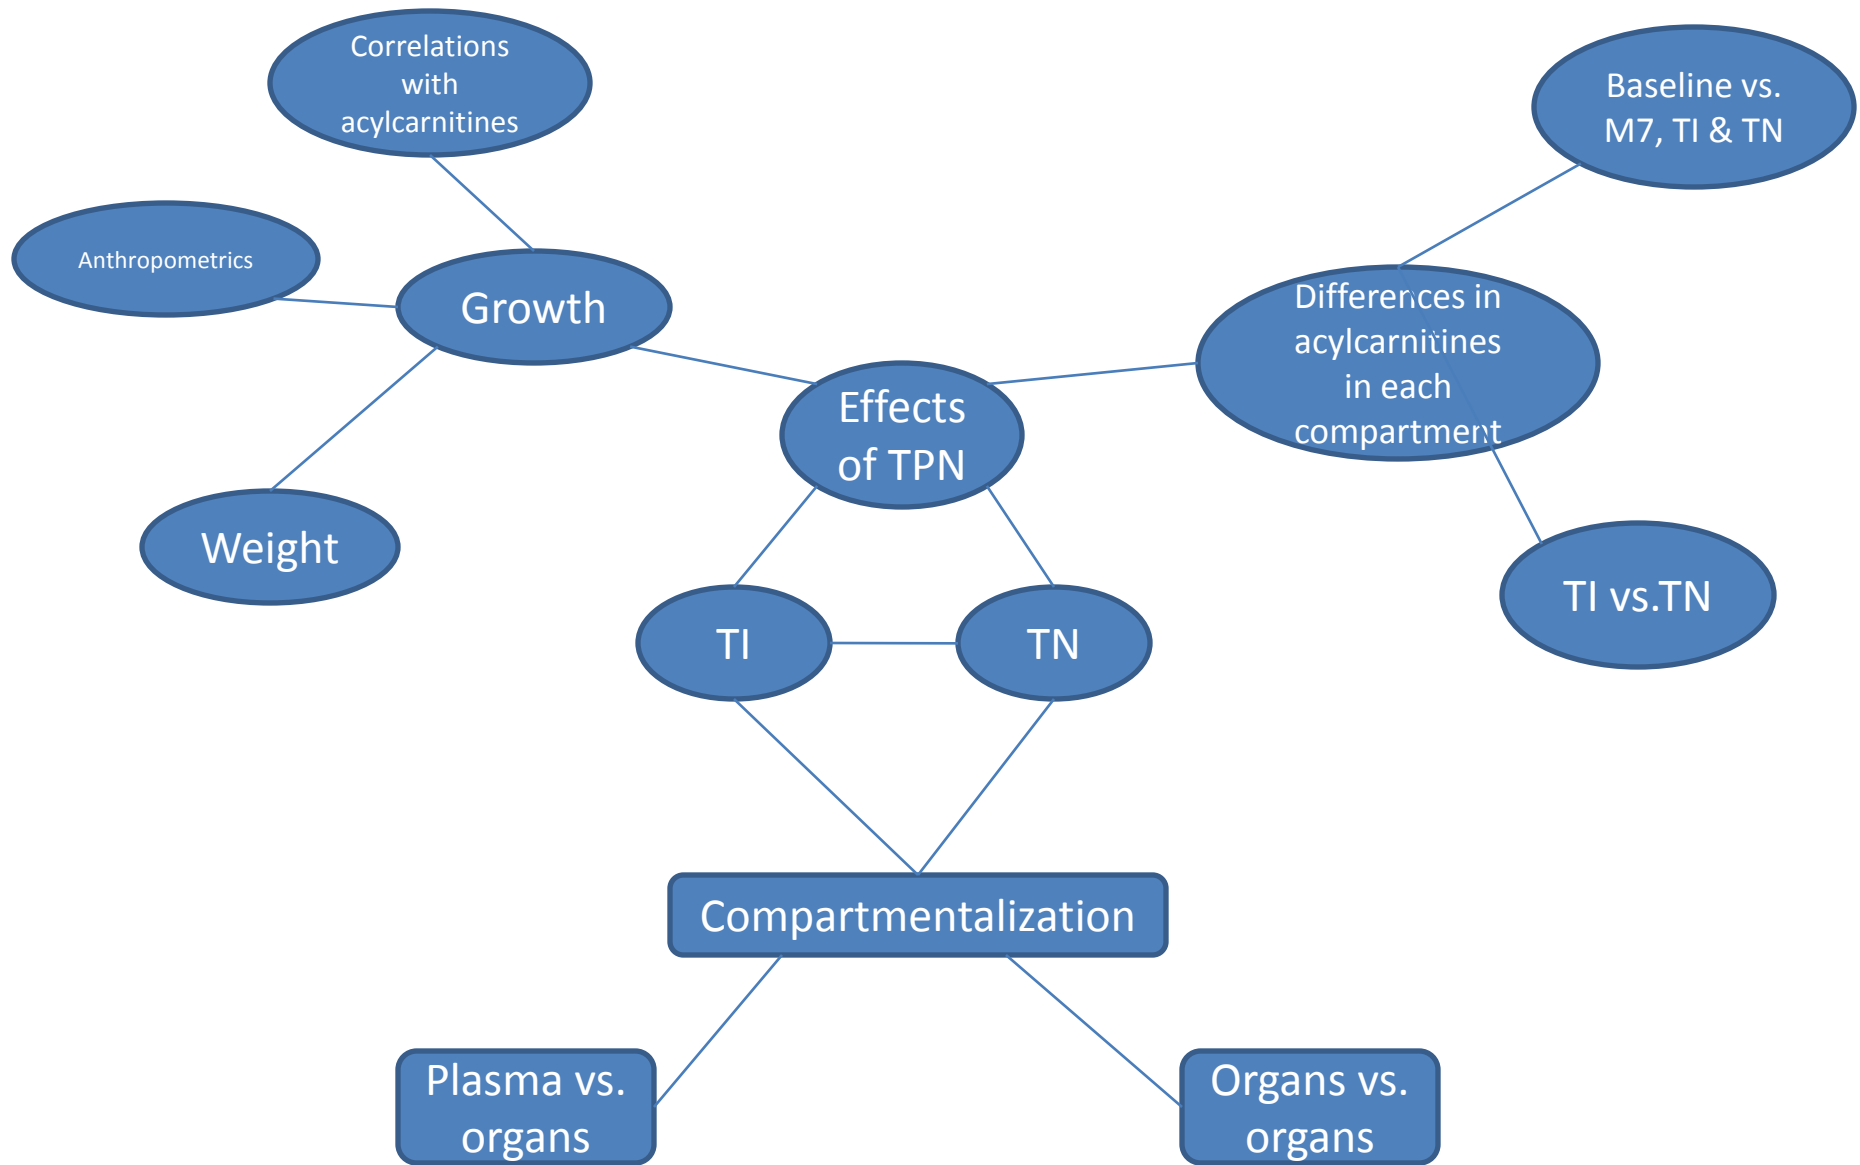 Correlations
with
acylcarnitines
Baseline vs.
M7, TI & TN
Anthropometrics
Growth
Differences in
acylcarnitines
in each
compartment
Effects
of TPN
Weight
TI vs.TN
TI
TN
Compartmentalization
Plasma vs.
organs
Organs vs.
organs